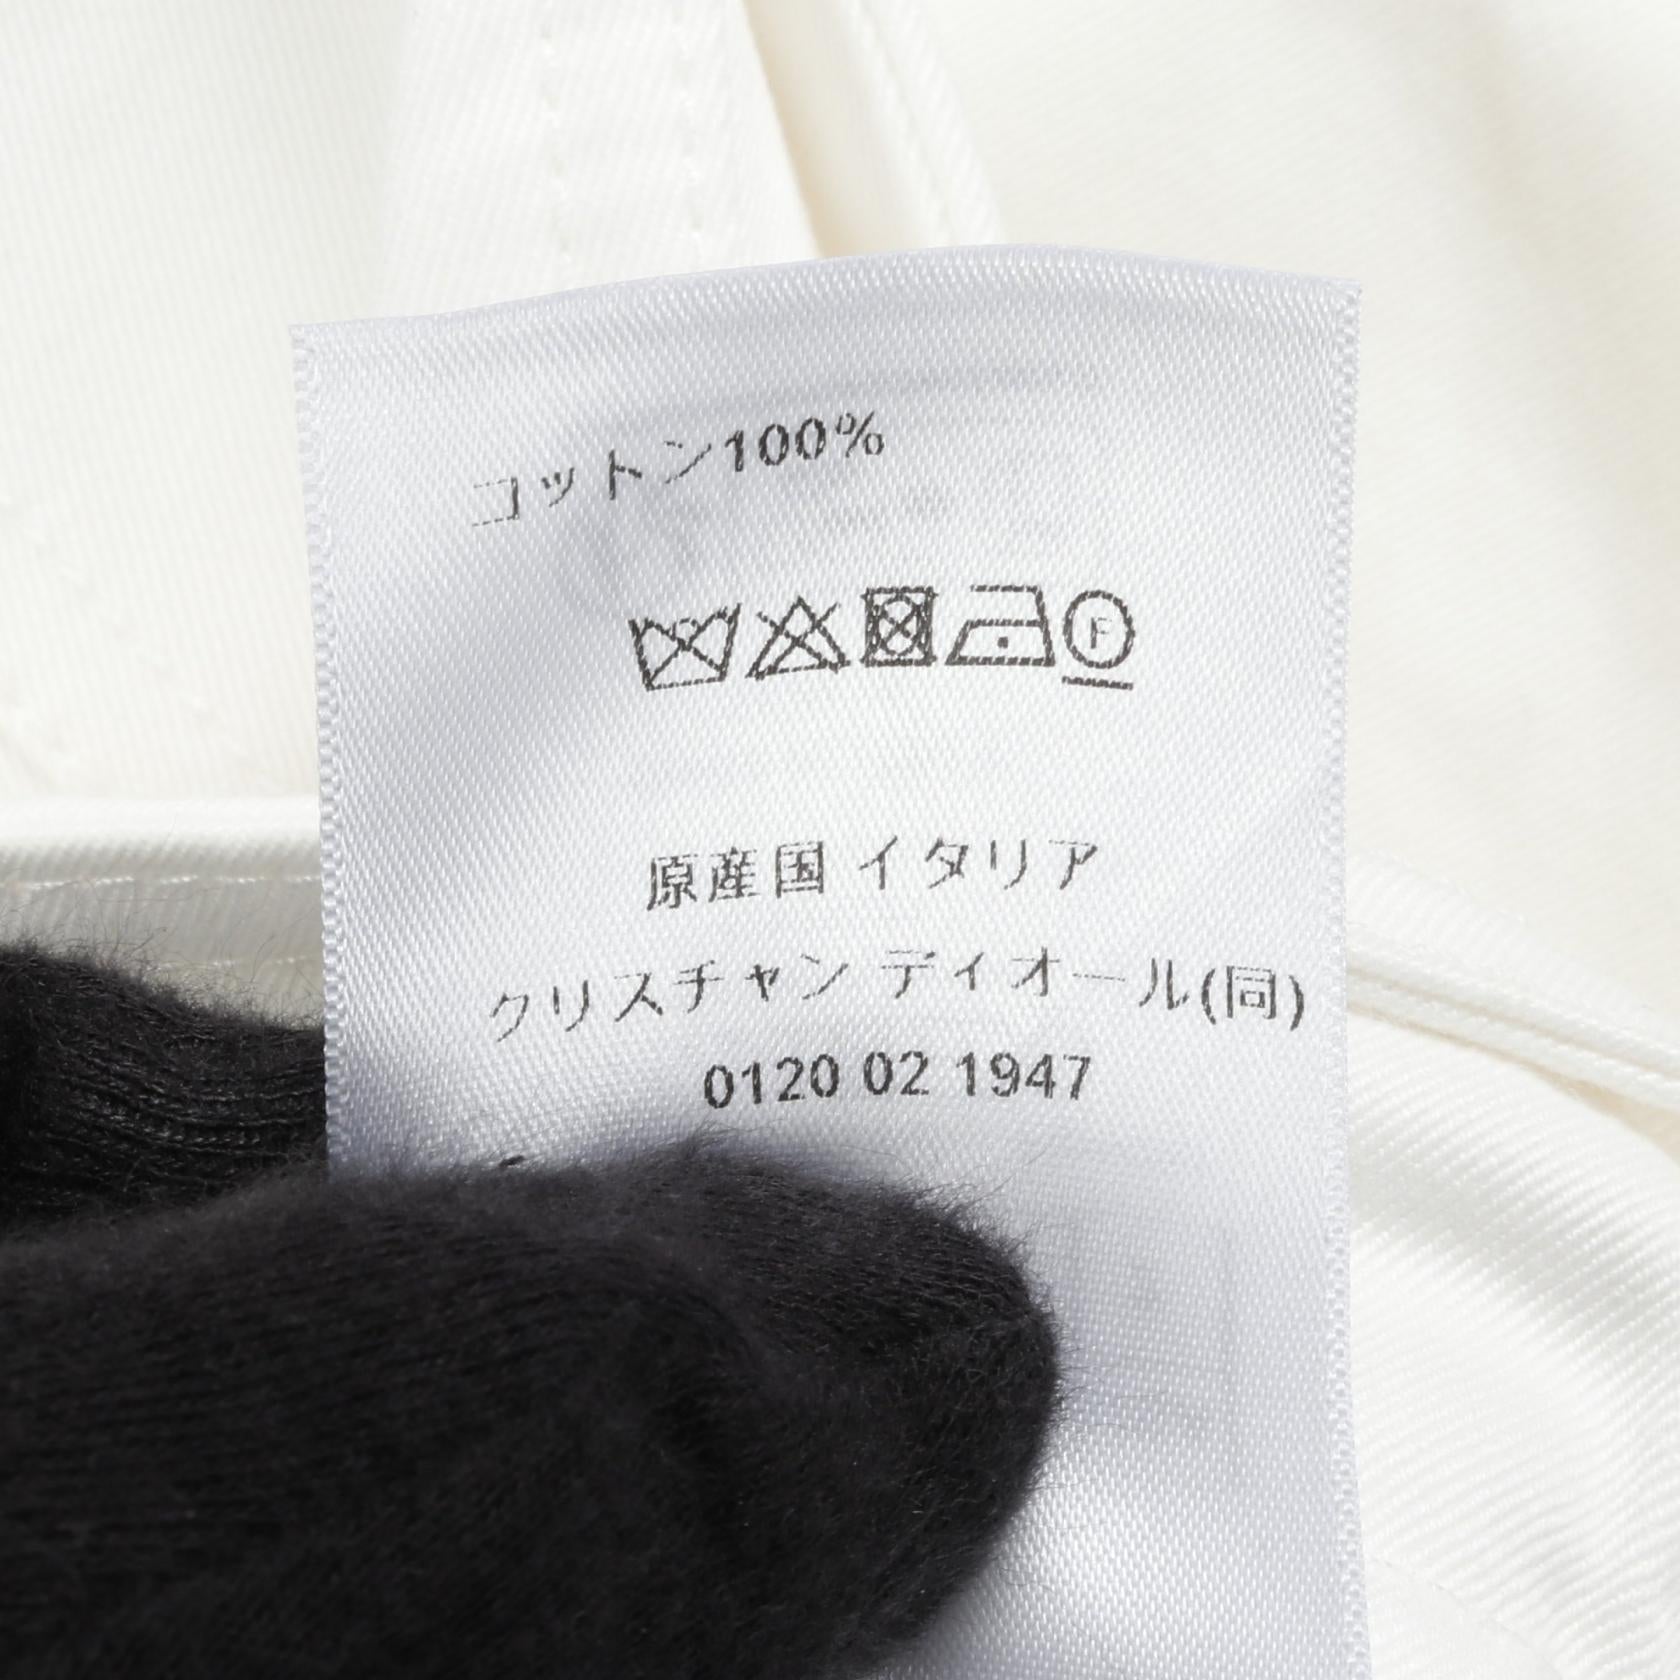 コットン100%
F
原産国 イタリア
クリスチャン ディオール(同)
0120 02 1947